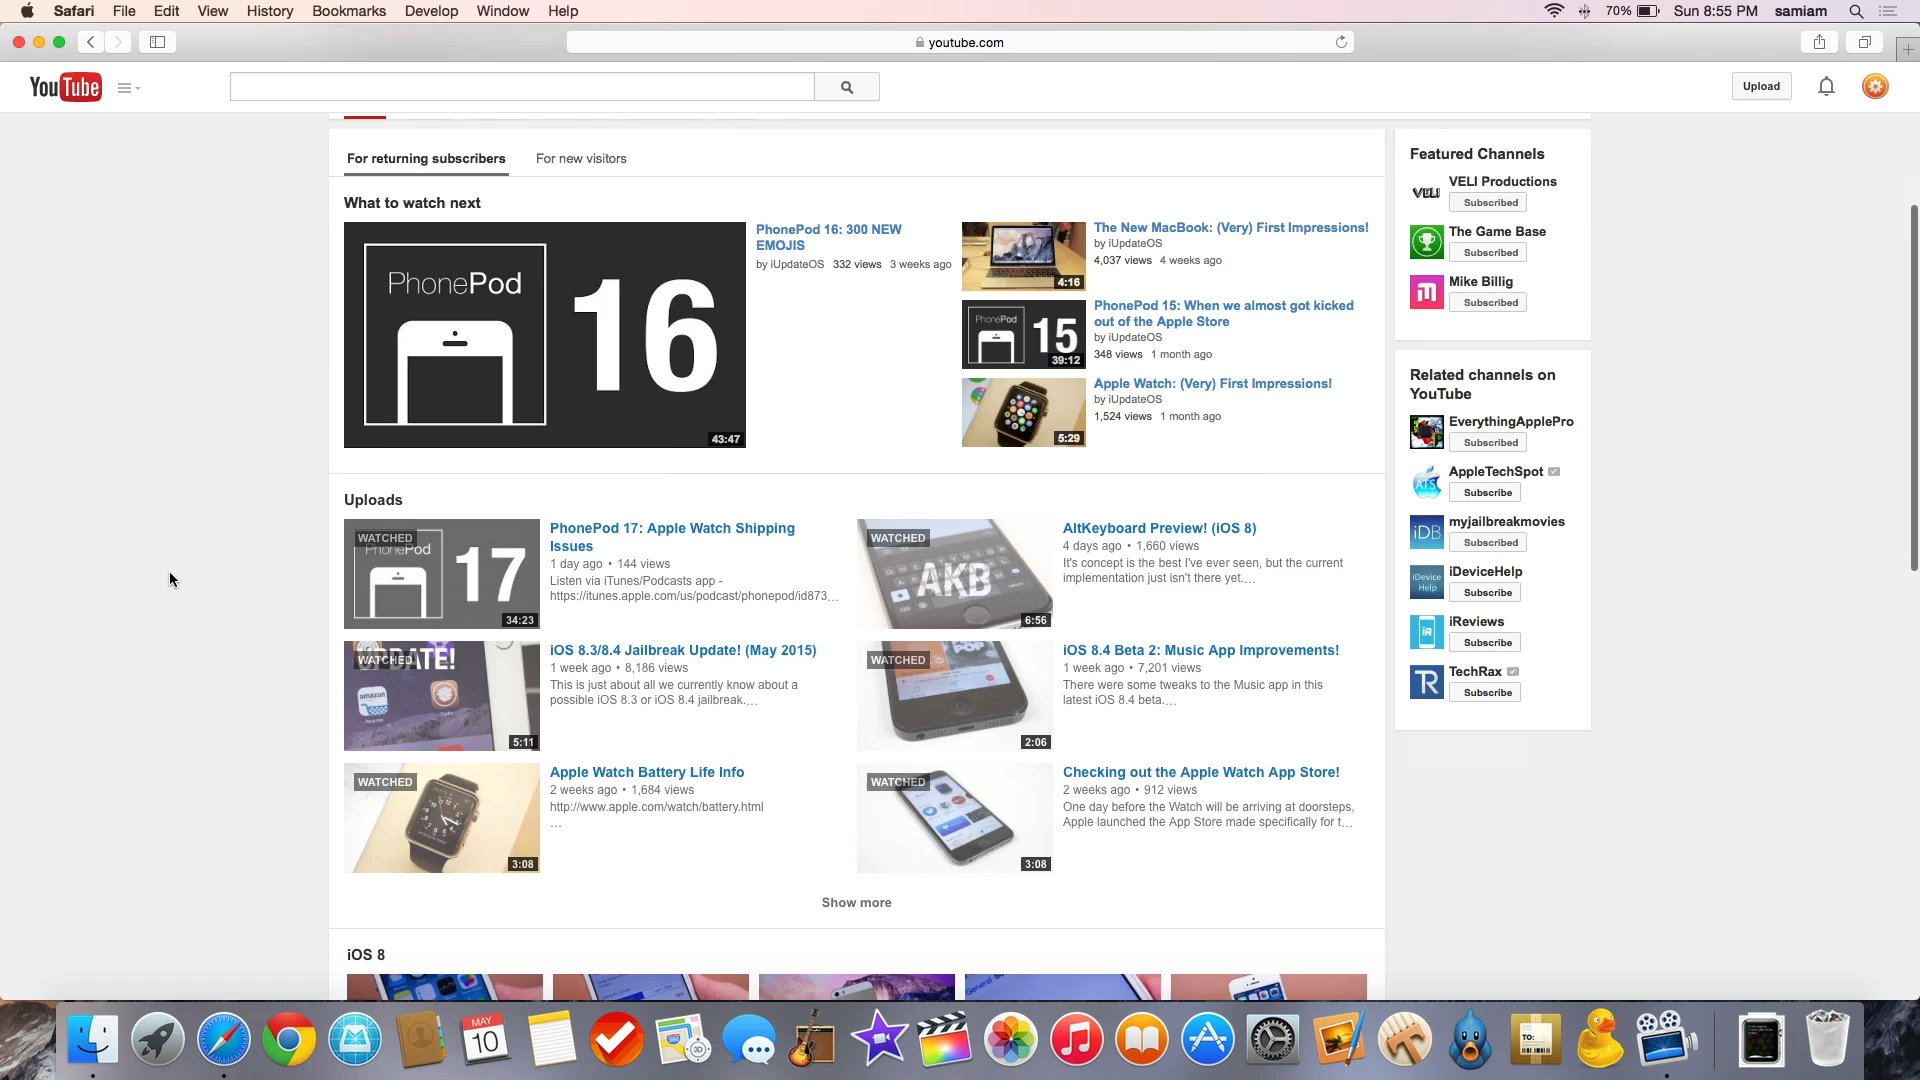 Safari File Edit View History Bookmarks Develop Window Help 70% Sun 8:55 PM samiam
youtube.com
YouTube Upload
For returning subscribers For new visitors
What to watch next
PhonePod
16
43:47
PhonePod 16: 300 NEW
EMOJIS
by iUpdateOS 332 views 3 weeks ago
4:16
The New MacBook: (Very) First Impressions!
by iUpdateOS
4,037 views 4 weeks ago
PhonePod
15
39:12
PhonePod 15: When we almost got kicked
out of the Apple Store
by iUpdateOS
348 views 1 month ago
5:29
Apple Watch: (Very) First Impressions!
by iUpdateOS
1,524 views 1 month ago
Uploads
WATCHED
PhonePod
17
34:23
PhonePod 17: Apple Watch Shipping
Issues
1 day ago • 144 views
Listen via iTunes/Podcasts app -
https://itunes.apple.com/us/podcast/phonepod/id873...
WATCHED
AKB
6:56
AltKeyboard Preview! (iOS 8)
4 days ago • 1,660 views
It's concept is the best I've ever seen, but the current
implementation just isn't there yet....
WATCHED
UPDATE!
amazon
5:11
iOS 8.3/8.4 Jailbreak Update! (May 2015)
1 week ago • 8,186 views
This is just about all we currently know about a
possible iOS 8.3 or iOS 8.4 jailbreak....
WATCHED
2:06
iOS 8.4 Beta 2: Music App Improvements!
1 week ago • 7,201 views
There were some tweaks to the Music app in this
latest iOS 8.4 beta....
WATCHED
3:08
Apple Watch Battery Life Info
2 weeks ago • 1,684 views
http://www.apple.com/watch/battery.html
...
WATCHED
3:08
Checking out the Apple Watch App Store!
2 weeks ago • 912 views
One day before the Watch will be arriving at doorsteps,
Apple launched the App Store made specifically for t...
Show more
iOS 8
Featured Channels
VELI
VELI Productions
Subscribed
The Game Base
Subscribed
Mike Billig
Subscribed
Related channels on
YouTube
EverythingApplePro
Subscribed
ATS
AppleTechSpot
Subscribe
iDB
myjailbreakmovies
Subscribed
iDevice
Help
iDeviceHelp
Subscribe
iR
iReviews
Subscribe
TR
TechRax
Subscribe
MAY
10
3D
TO: